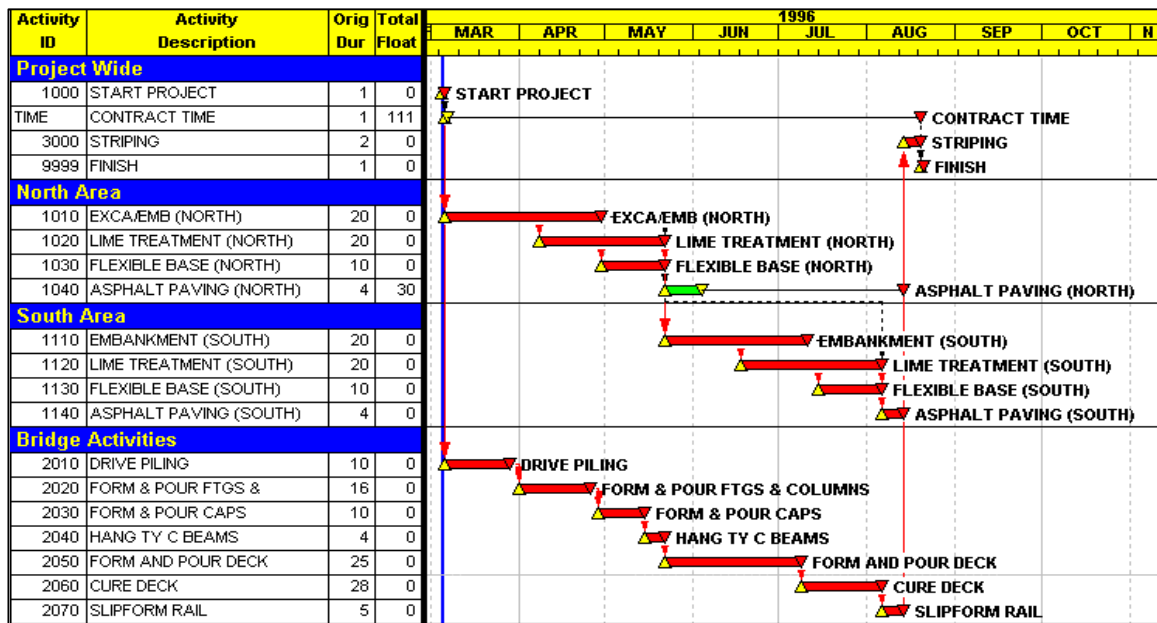 Activity ID Activity Description Orig Dur Total Float 1996
MAR APR MAY JUN JUL AUG SEP OCT N
Project Wide
1000 START PROJECT 1 0 START PROJECT
TIME CONTRACT TIME 1 111 CONTRACT TIME
3000 STRIPING 2 0 STRIPING
9999 FINISH 1 0 FINISH
North Area
1010 EXCA/EMB (NORTH) 20 0 EXCA/EMB (NORTH)
1020 LIME TREATMENT (NORTH) 20 0 LIME TREATMENT (NORTH)
1030 FLEXIBLE BASE (NORTH) 10 0 FLEXIBLE BASE (NORTH)
1040 ASPHALT PAVING (NORTH) 4 30 ASPHALT PAVING (NORTH)
South Area
1110 EMBANKMENT (SOUTH) 20 0 EMBANKMENT (SOUTH)
1120 LIME TREATMENT (SOUTH) 20 0 LIME TREATMENT (SOUTH)
1130 FLEXIBLE BASE (SOUTH) 10 0 FLEXIBLE BASE (SOUTH)
1140 ASPHALT PAVING (SOUTH) 4 0 ASPHALT PAVING (SOUTH)
Bridge Activities
2010 DRIVE PILING 10 0 DRIVE PILING
2020 FORM & POUR FTGS & 16 0 FORM & POUR FTGS & COLUMNS
2030 FORM & POUR CAPS 10 0 FORM & POUR CAPS
2040 HANG TY C BEAMS 4 0 HANG TY C BEAMS
2050 FORM AND POUR DECK 25 0 FORM AND POUR DECK
2060 CURE DECK 28 0 CURE DECK
2070 SLIPFORM RAIL 5 0 SLIPFORM RAIL